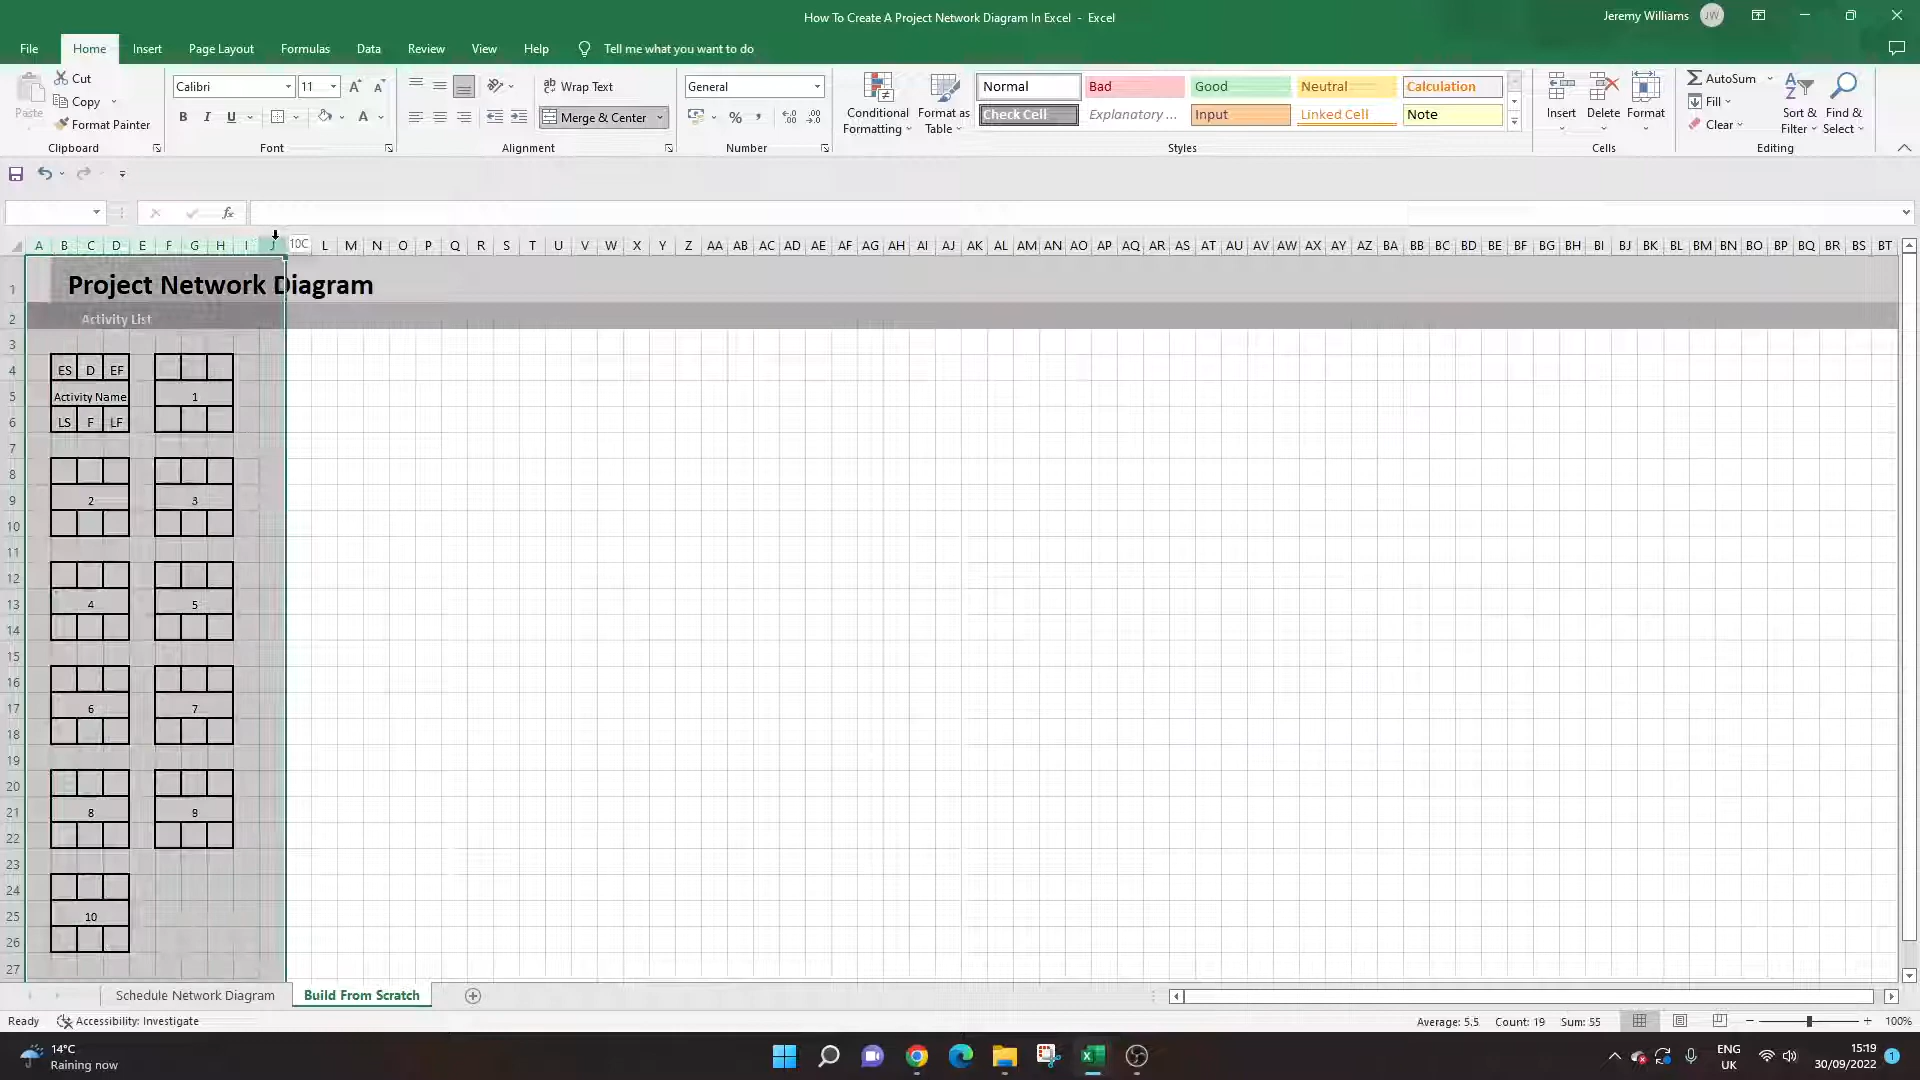 How To Create A Project Network Diagram In Excel - Excel
Jeremy Williams JW
File Home Insert Page Layout Formulas Data Review View Help Tell me what you want to do
Paste
Cut
Copy
Format Painter
Clipboard
Calibri 11
B I U
Font
Wrap Text
Merge & Center
Alignment
General
%
Number
Conditional Formatting
Format as Table
Normal Bad Good Neutral Calculation
Check Cell Explanatory ... Input Linked Cell Note
Styles
Insert Delete Format
Cells
AutoSum
Fill
Clear
Sort & Filter
Find & Select
Editing
fx
A B C D E F G H I J 10C L M N O P Q R S T U V W X Y Z AA AB AC AD AE AF AG AH AI AJ AK AL AM AN AO AP AQ AR AS AT AU AV AW AX AY AZ BA BB BC BD BE BF BG BH BI BJ BK BL BM BN BO BP BQ BR BS BT
1 Project Network Diagram
2 Activity List
3
4 ES D EF
5 Activity Name 1
6 LS F LF
7
8
9 2 3
10
11
12
13 4 5
14
15
16
17 6 7
18
19
20
21 8 9
22
23
24
25 10
26
27
Schedule Network Diagram Build From Scratch
Ready Accessibility: Investigate Average: 5.5 Count: 19 Sum: 55 100%
14°C
Raining now
ENG
UK
15:19
30/09/2022
1